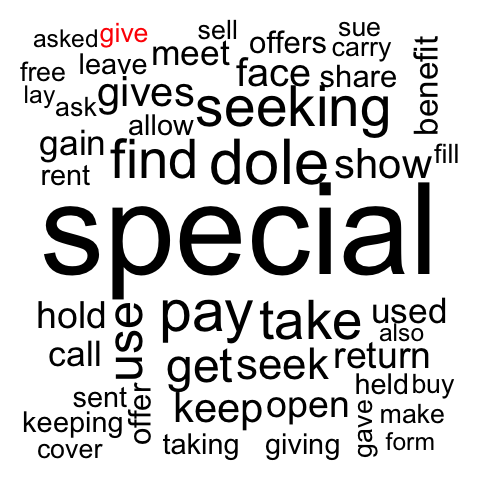 asked give sell offers sue
free leave meet carry benefit
lay ask gives face share
seeking
gain allow
rent find dole show fill
special
hold use pay take used
also
call get seek return
sent offer keep open held buy
keeping gave make
cover taking giving form